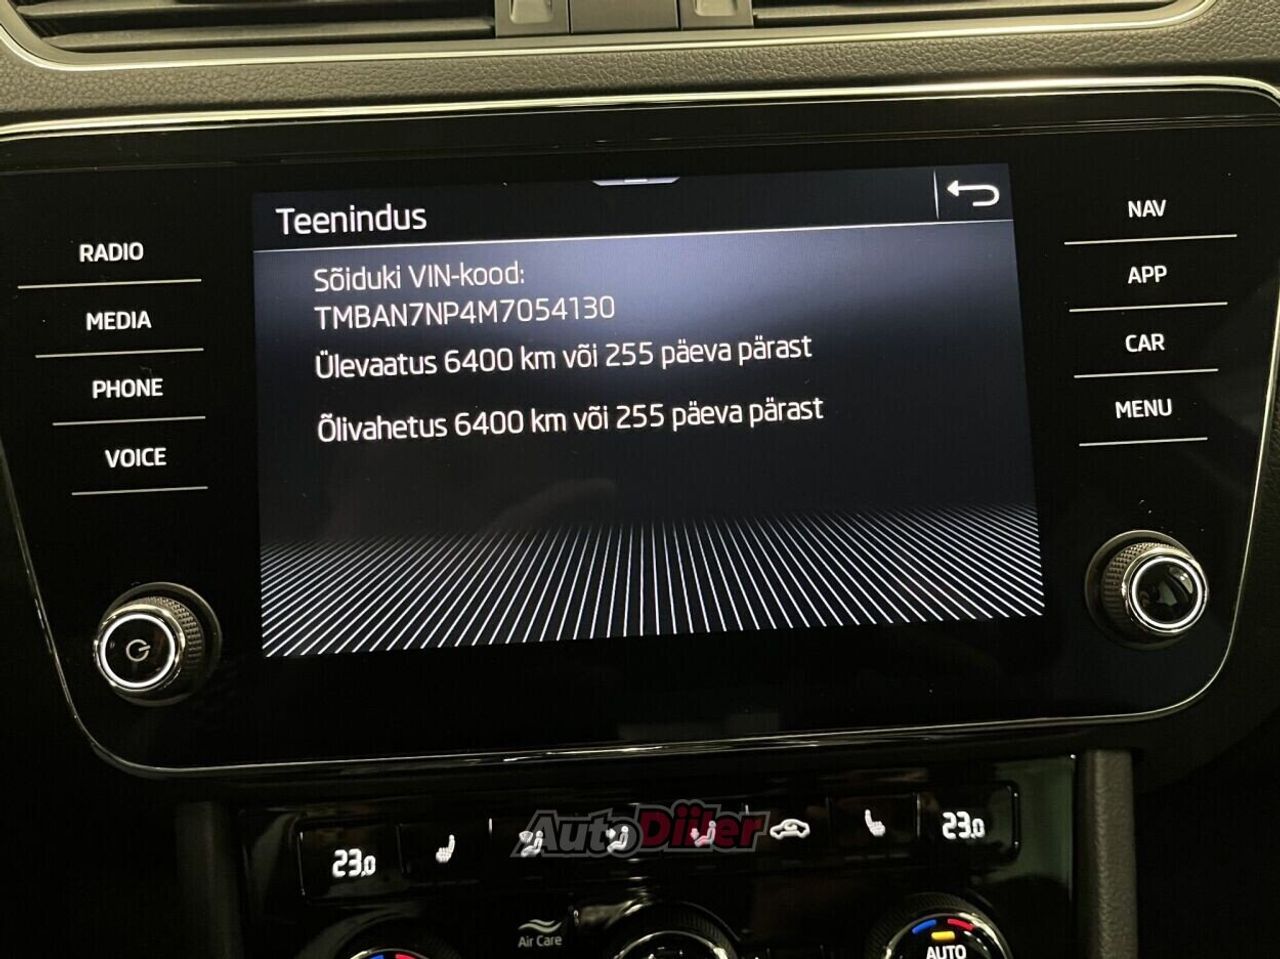 Teenindus
Sõiduki VIN-kood:
TMBAN7NP4M7054130
Ülevaatus 6400 km või 255 päeva pärast
Õlivahetus 6400 km või 255 päeva pärast
RADIO
MEDIA
PHONE
VOICE
NAV
APP
CAR
MENU
AutoDiiler
23,0
23,0
Air Care
AUTO